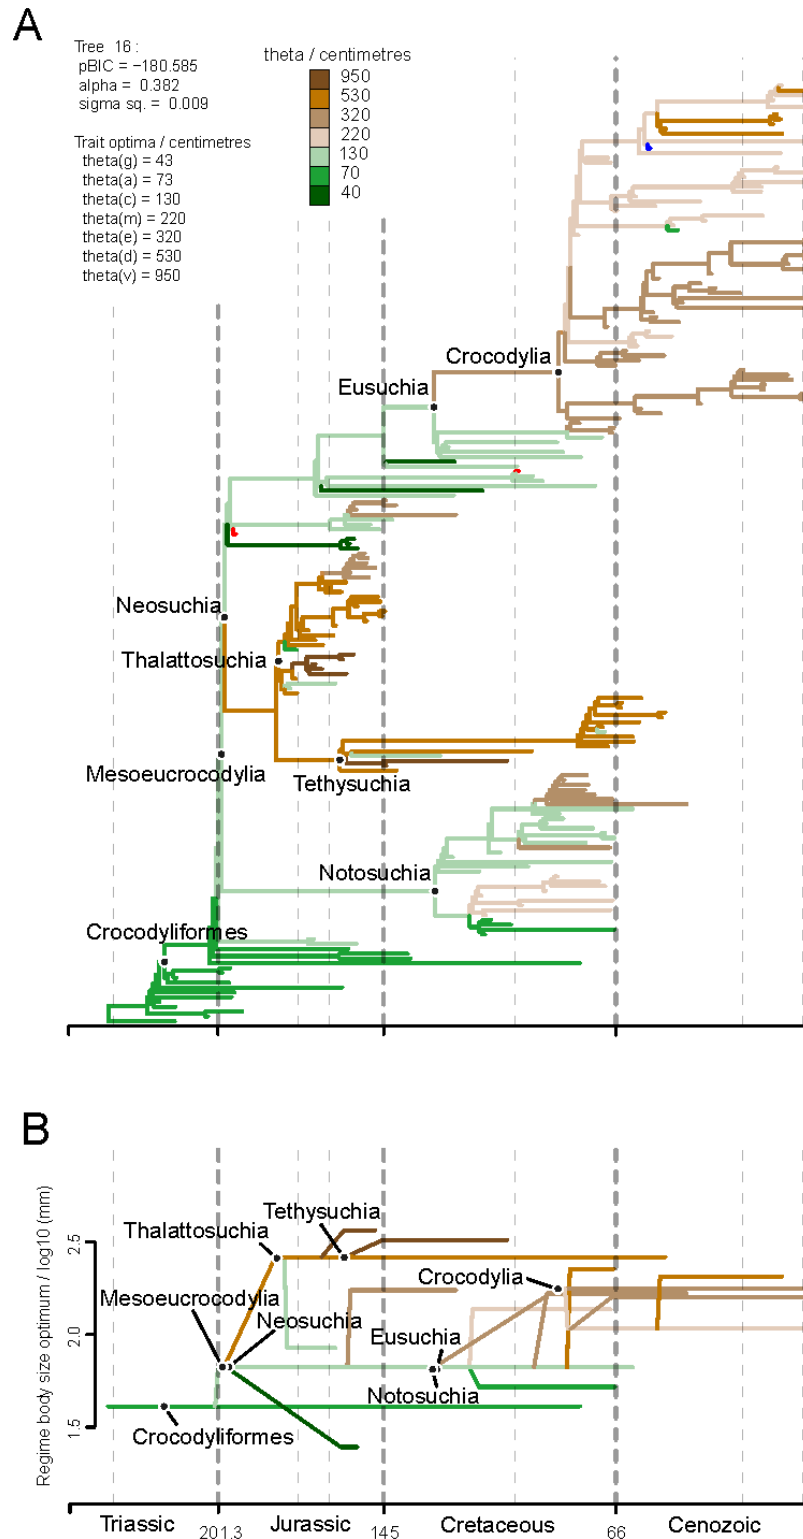 A
Tree 16 :
pBIC = −180.585
alpha = 0.382
sigma sq. = 0.009
Trait optima / centimetres
theta(g) = 43
theta(a) = 73
theta(c) = 130
theta(m) = 220
theta(e) = 320
theta(d) = 530
theta(v) = 950
theta / centimetres
950
530
320
220
130
70
40
Crocodylia
Eusuchia
Neosuchia
Thalattosuchia
Mesoeucrocodylia
Tethysuchia
Notosuchia
Crocodyliformes
B
Regime body size optimum / log10 (mm)
2.5
2.0
1.5
Tethysuchia
Thalattosuchia
Crocodylia
Mesoeucrocodylia
Neosuchia
Eusuchia
Notosuchia
Crocodyliformes
Triassic
201.3
Jurassic
145
Cretaceous
66
Cenozoic